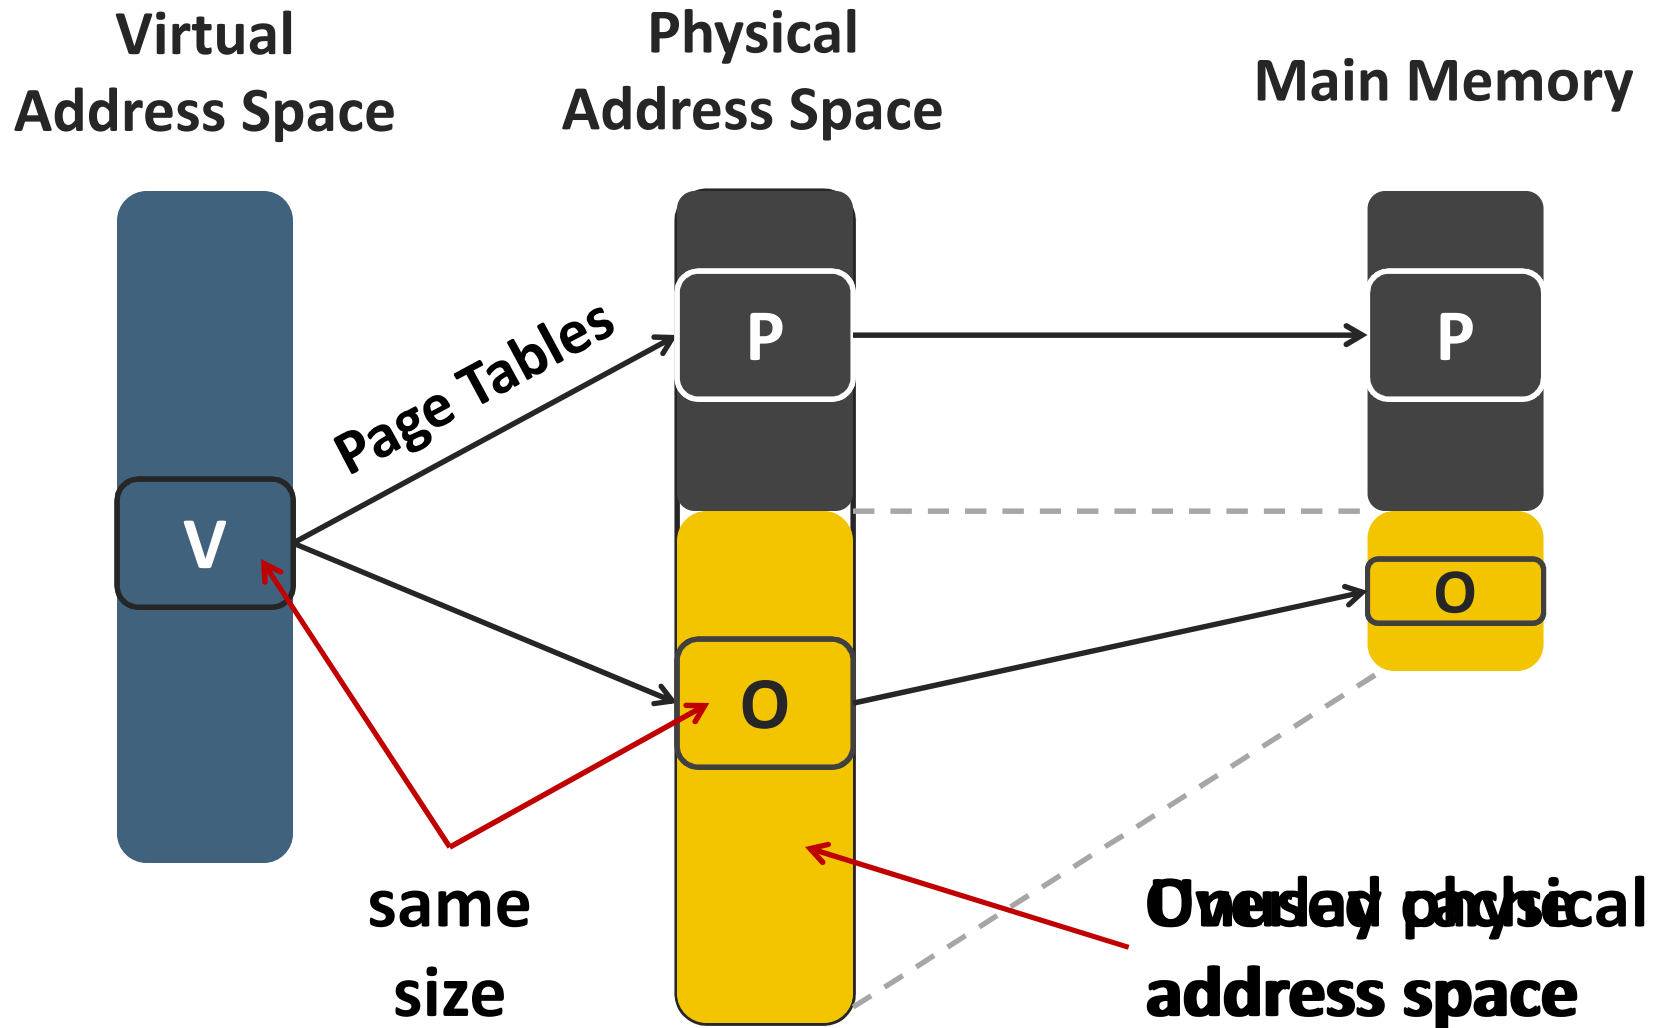 Virtual
Address Space
Physical
Address Space
Main Memory
Page Tables
P
P
V
O
O
same
size
address space